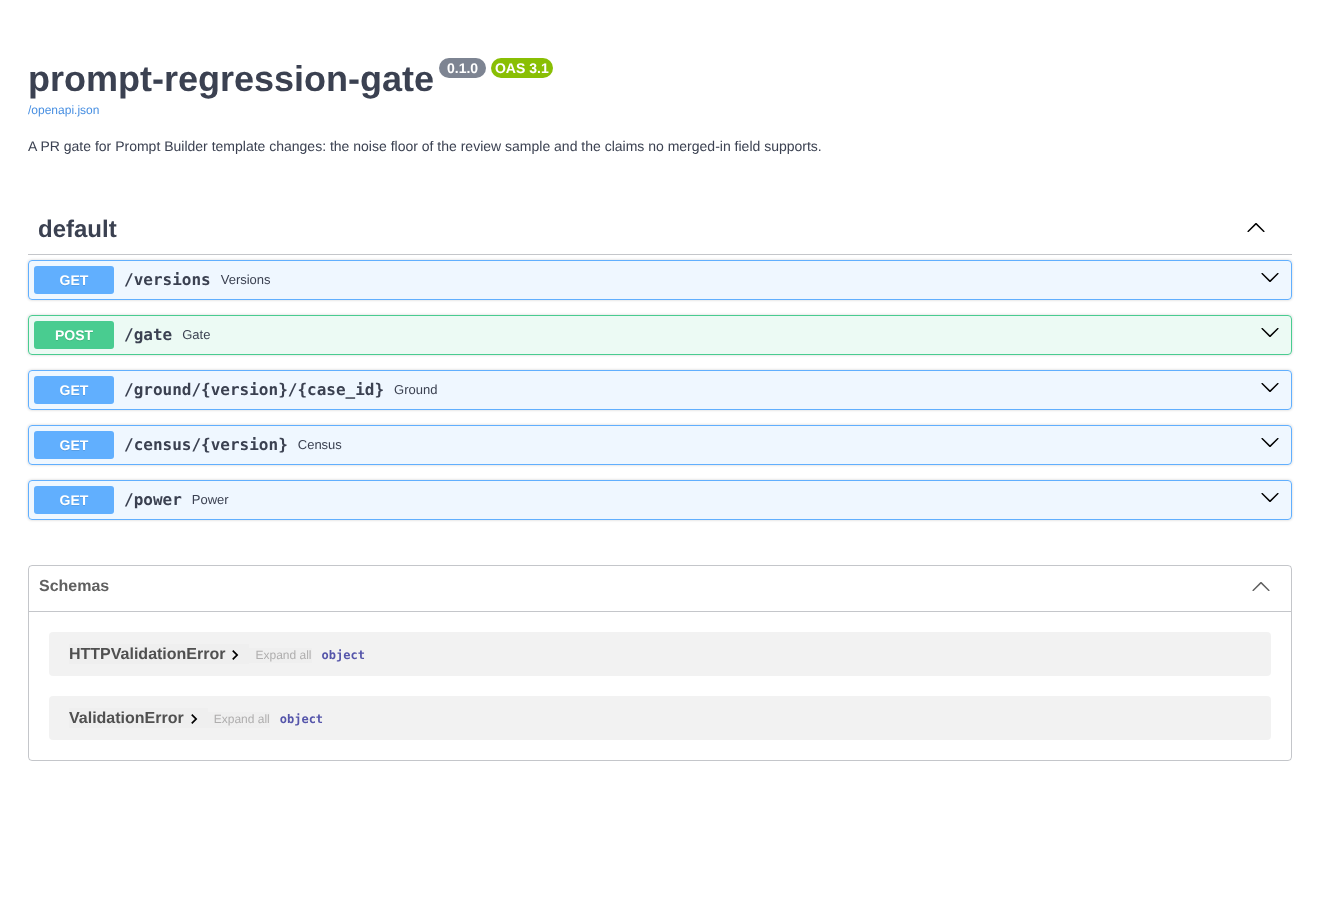 prompt-regression-gate 0.1.0 OAS 3.1
/openapi.json
A PR gate for Prompt Builder template changes: the noise floor of the review sample and the claims no merged-in field supports.
default
GET /versions Versions
POST /gate Gate
GET /ground/{version}/{case_id} Ground
GET /census/{version} Census
GET /power Power
Schemas
HTTPValidationError Expand all object
ValidationError Expand all object